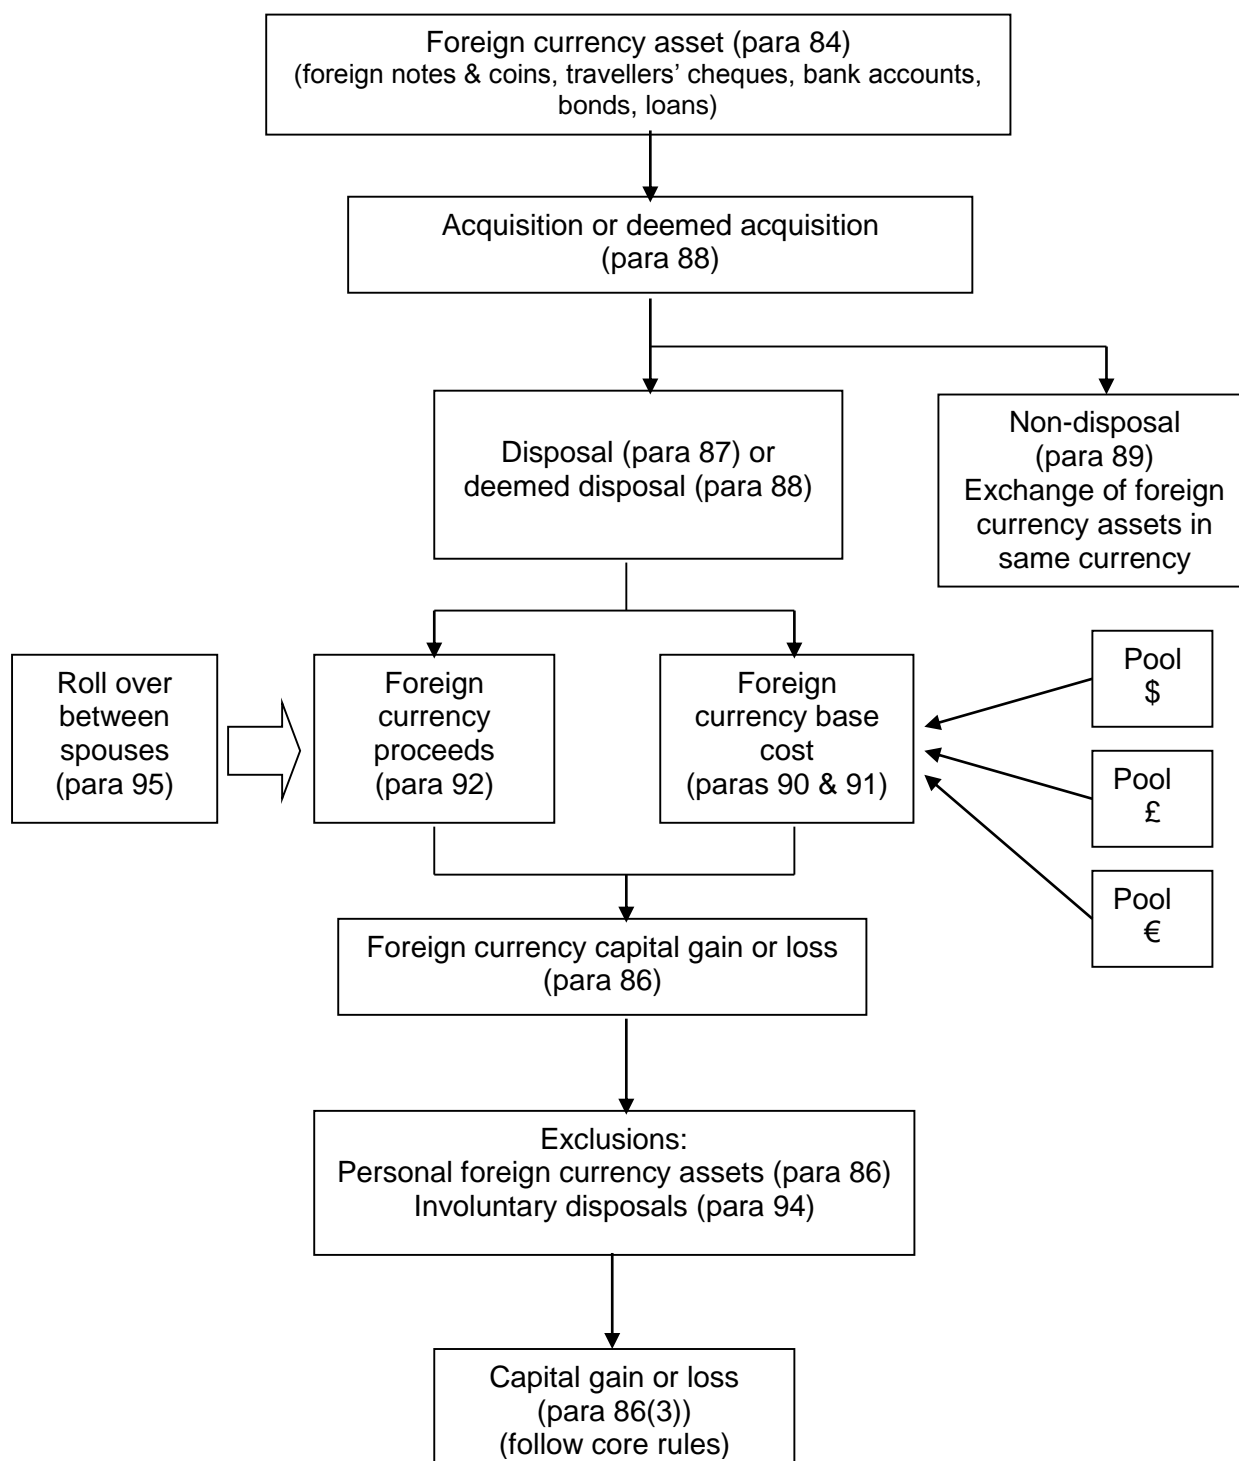 Foreign currency asset (para 84)
(foreign notes & coins, travellers’ cheques, bank accounts,
bonds, loans)
Acquisition or deemed acquisition
(para 88)
Disposal (para 87) or
deemed disposal (para 88)
Non-disposal
(para 89)
Exchange of foreign
currency assets in
same currency
Roll over
between
spouses
(para 95)
Foreign
currency
proceeds
(para 92)
Foreign
currency base
cost
(paras 90 & 91)
Pool
$
Pool
£
Pool
€
Foreign currency capital gain or loss
(para 86)
Exclusions:
Personal foreign currency assets (para 86)
Involuntary disposals (para 94)
Capital gain or loss
(para 86(3))
(follow core rules)